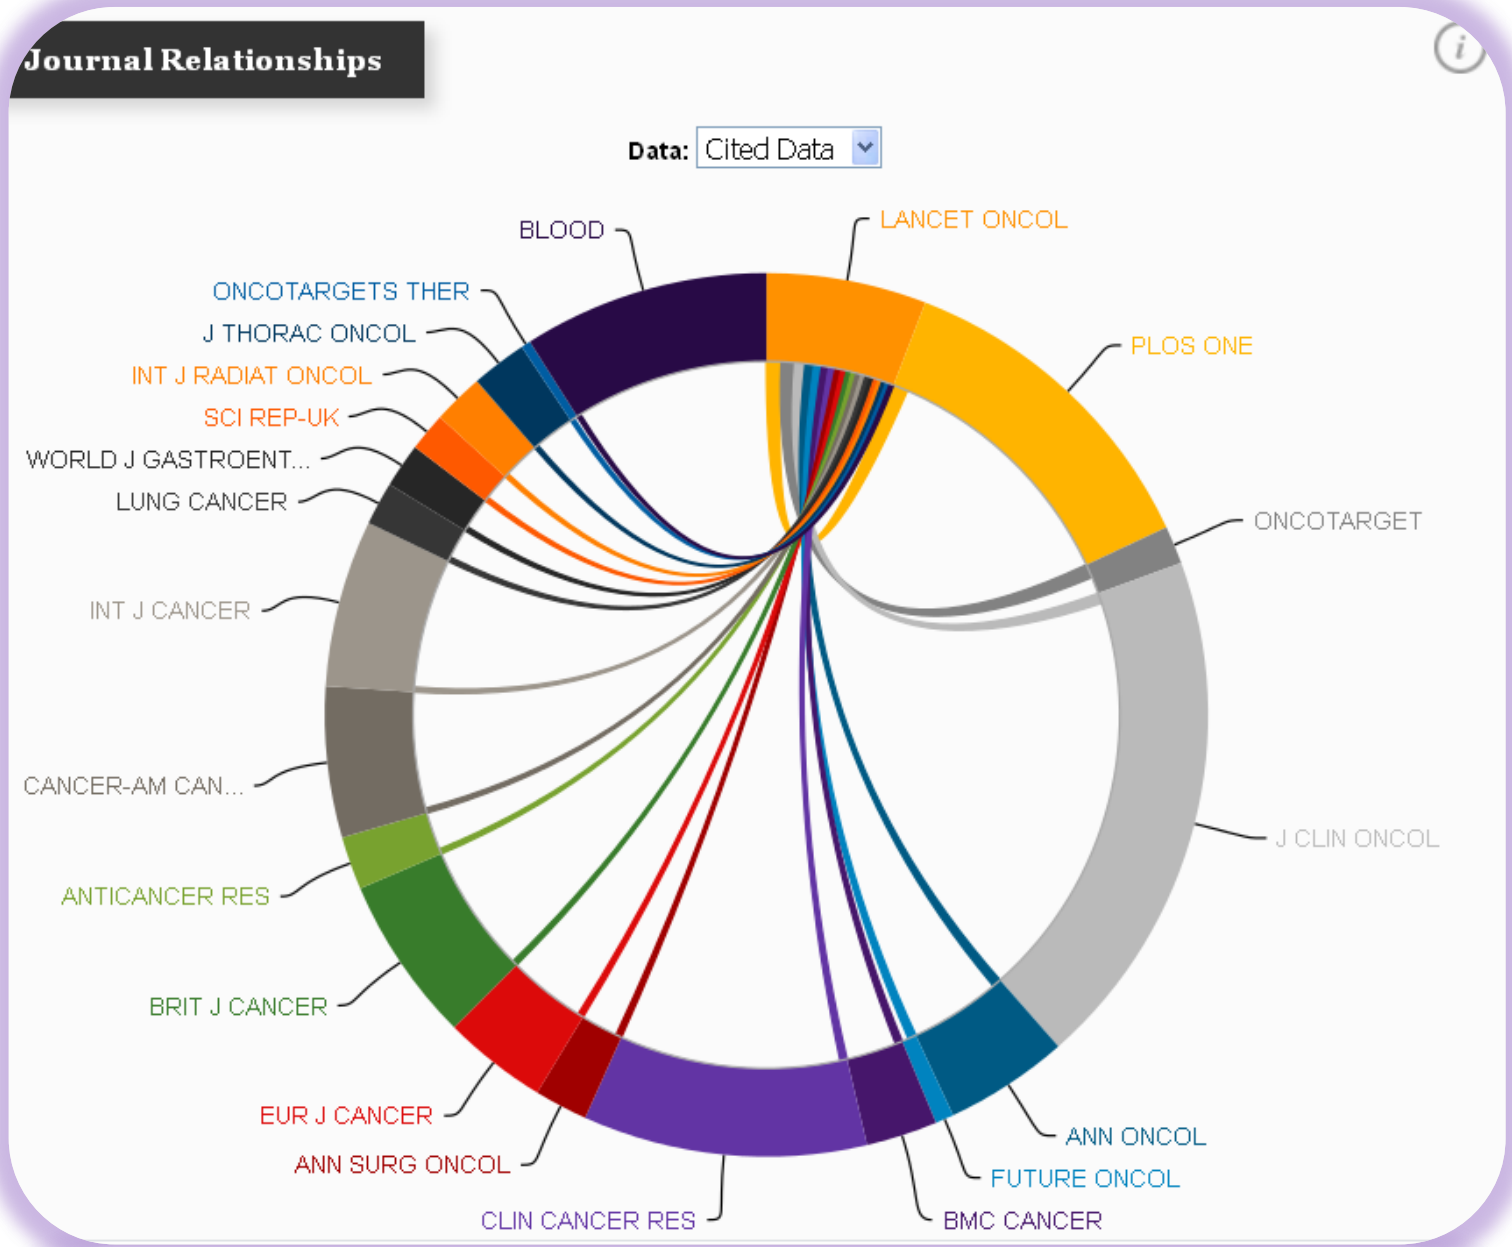 Journal Relationships
i
Data: Cited Data
LANCET ONCOL
BLOOD
ONCOTARGETS THER
J THORAC ONCOL
PLOS ONE
INT J RADIAT ONCOL
SCI REP-UK
WORLD J GASTROENT...
LUNG CANCER
ONCOTARGET
INT J CANCER
CANCER-AM CAN...
J CLIN ONCOL
ANTICANCER RES
BRIT J CANCER
EUR J CANCER
ANN ONCOL
ANN SURG ONCOL
FUTURE ONCOL
CLIN CANCER RES
BMC CANCER